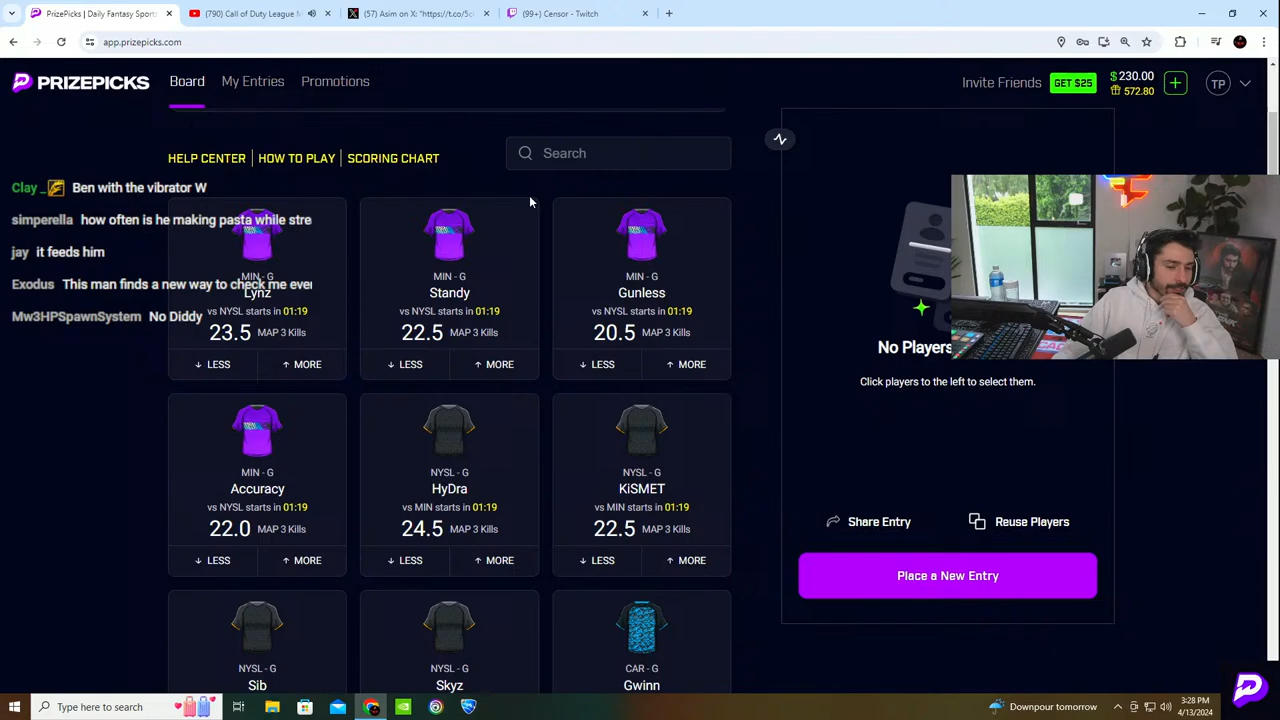 PrizePicks | Daily Fantasy Sports
(790) Call of Duty League M
(57) Asim on X: "https://t.co/5c
(99+) Censor - Twitch
app.prizepicks.com
PRIZEPICKS
Board
My Entries
Promotions
Invite Friends
GET $25
$230.00
572.80
TP
HELP CENTER
HOW TO PLAY
SCORING CHART
Search
Clay_ Ben with the vibrator W
simperella how often is he making pasta while stre
jay it feeds him
Exodus This man finds a new way to check me ever
Mw3HPSpawnSystem No Diddy
MIN - G
Lynz
vs NYSL starts in 01:19
23.5 MAP 3 Kills
↓ LESS
↑ MORE
MIN - G
Standy
vs NYSL starts in 01:19
22.5 MAP 3 Kills
↓ LESS
↑ MORE
MIN - G
Gunless
vs NYSL starts in 01:19
20.5 MAP 3 Kills
↓ LESS
↑ MORE
MIN - G
Accuracy
vs NYSL starts in 01:19
22.0 MAP 3 Kills
↓ LESS
↑ MORE
NYSL - G
HyDra
vs MIN starts in 01:19
24.5 MAP 3 Kills
↓ LESS
↑ MORE
NYSL - G
KiSMET
vs MIN starts in 01:19
22.5 MAP 3 Kills
↓ LESS
↑ MORE
NYSL - G
Sib
NYSL - G
Skyz
CAR - G
Gwinn
No Players
Click players to the left to select them.
Share Entry
Reuse Players
Place a New Entry
Type here to search
Downpour tomorrow
3:28 PM
4/13/2024